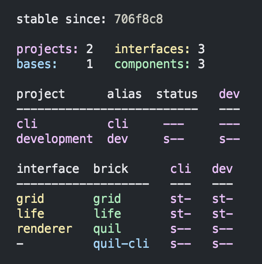 stable since: 706f8c8
projects: 2   interfaces: 3
bases:    1   components: 3
project      alias  status   dev
--------------------------   ---
cli          cli     ---     ---
development  dev     s--     s--
interface  brick       cli   dev
-------------------   ---   ---
grid       grid        st-   st-
life       life        st-   st-
renderer   quil        s--   s--
-          quil-cli    s--   s--